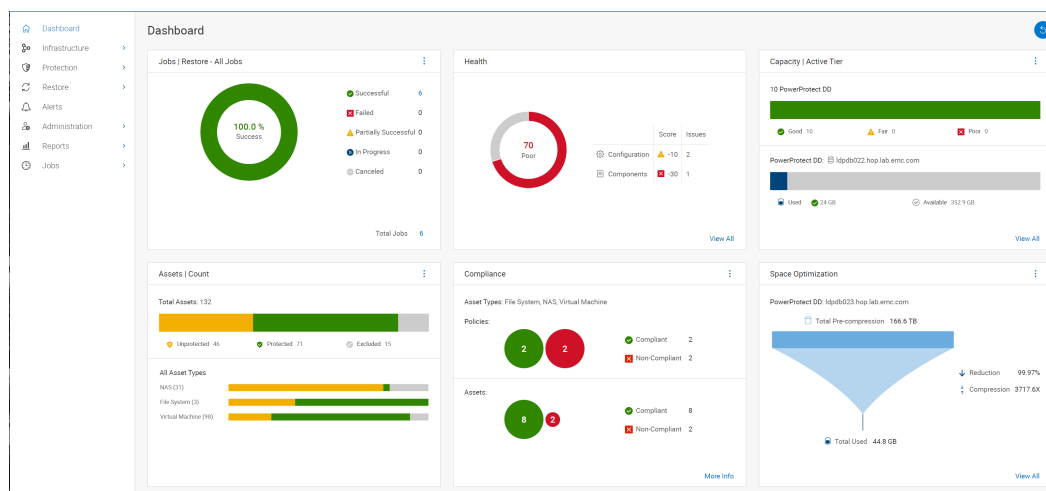 Dashboard
Infrastructure
Protection
Restore
Alerts
Administration
Reports
Jobs
Dashboard
Jobs | Restore - All Jobs
100.0 %
Success
Successful 6
Failed 0
Partially Successful 0
In Progress 0
Canceled 0
Total Jobs 6
Health
70
Poor
Score Issues
Configuration -10 2
Components -30 1
View All
Capacity | Active Tier
10 PowerProtect DD
Good 10 Fair 0 Poor 0
PowerProtect DD: ldpdb022.hop.lab.emc.com
Used 24 GB Available 352.9 GB
View All
Assets | Count
Total Assets: 132
Unprotected 46 Protected 71 Excluded 15
All Asset Types
NAS (31)
File System (3)
Virtual Machine (98)
Compliance
Asset Types: File System, NAS, Virtual Machine
Policies:
2 2
Compliant 2
Non-Compliant 2
Assets:
8 2
Compliant 8
Non-Compliant 2
More Info
Space Optimization
PowerProtect DD: ldpdb023.hop.lab.emc.com
Total Pre-compression 166.6 TB
Reduction 99.97%
Compression 3717.6X
Total Used 44.8 GB
View All